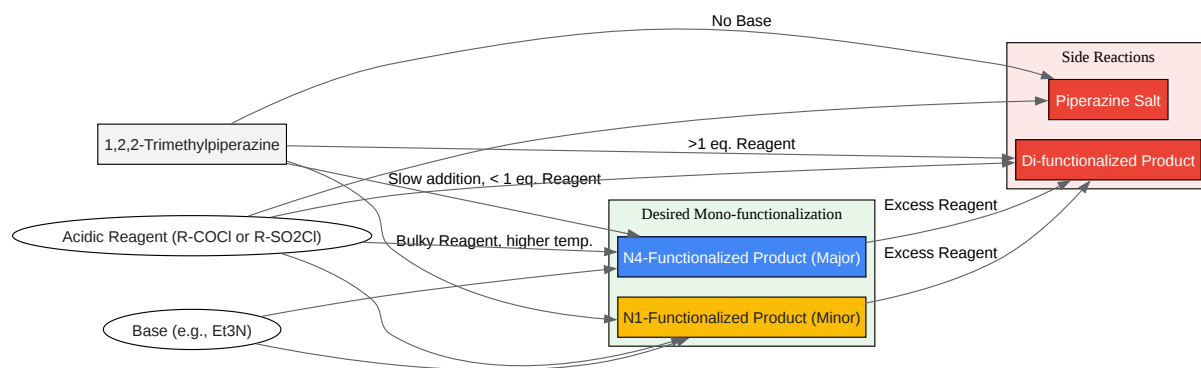 No Base
Side Reactions
Piperazine Salt
1,2,2-Trimethylpiperazine
>1 eq. Reagent
Di-functionalized Product
Slow addition, < 1 eq. Reagent
Desired Mono-functionalization
Excess Reagent
Acidic Reagent (R-COCl or R-SO2Cl)
Bulky Reagent, higher temp.
N4-Functionalized Product (Major)
Excess Reagent
Base (e.g., Et3N)
N1-Functionalized Product (Minor)